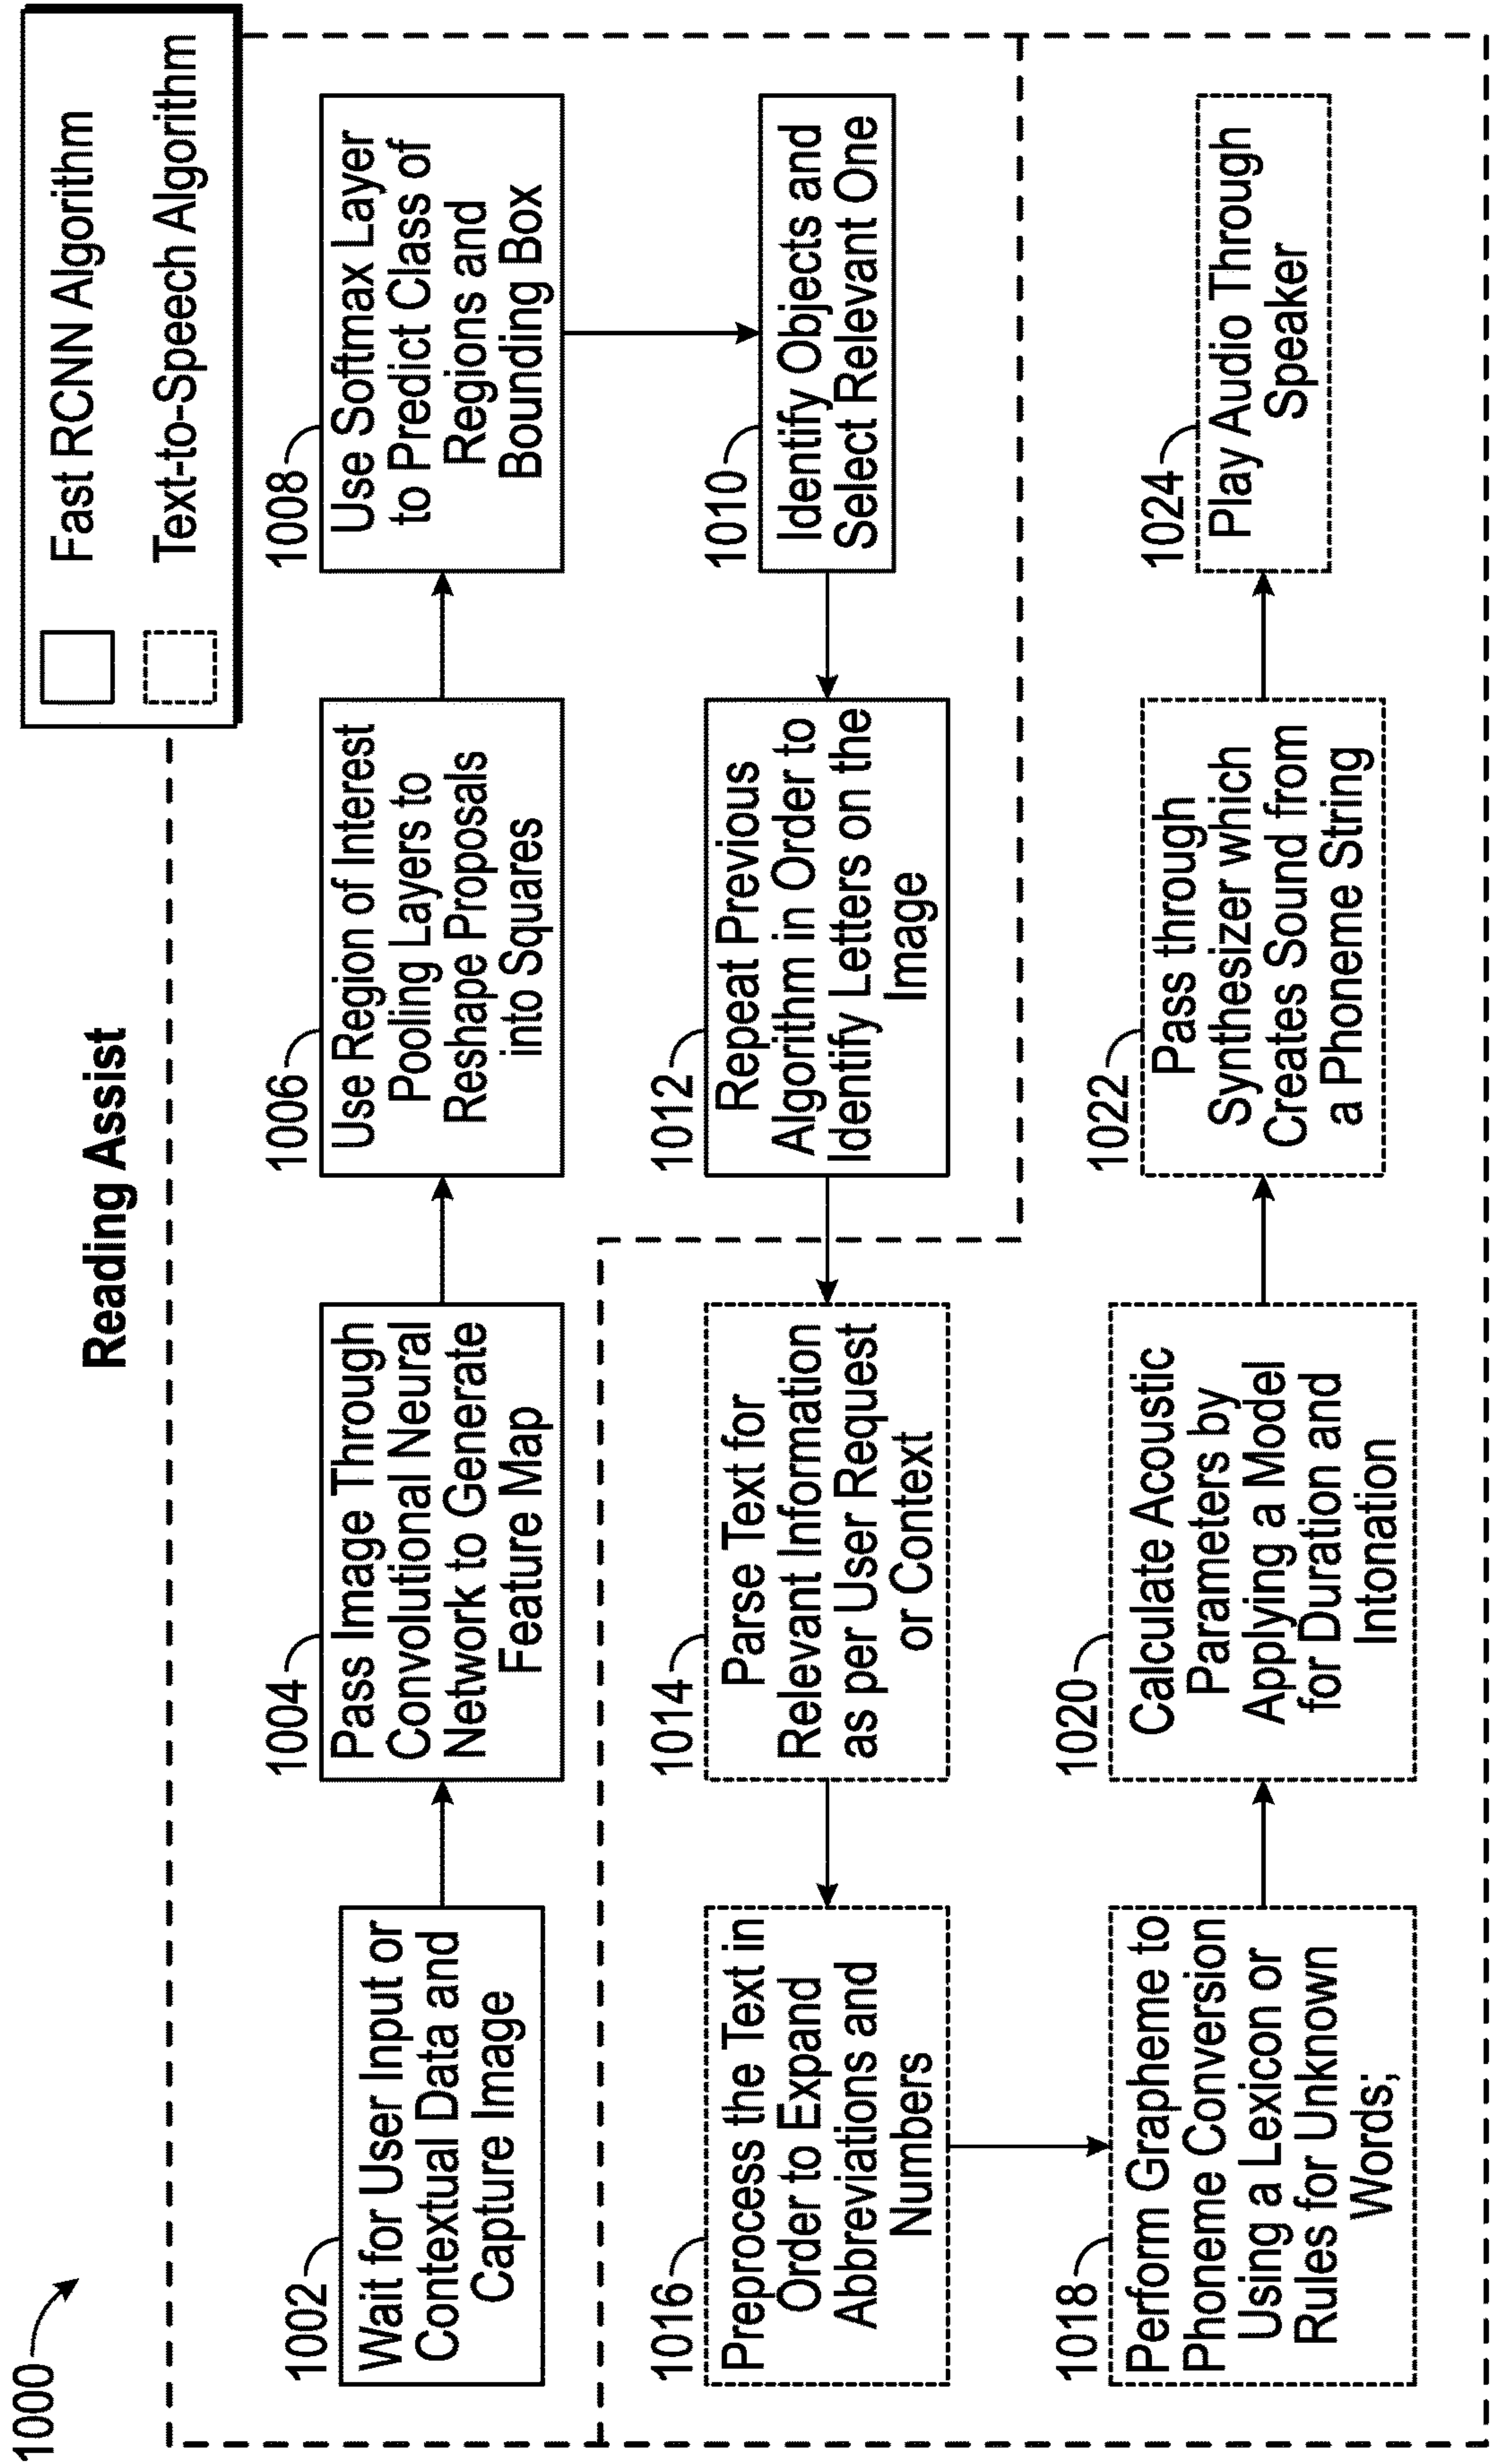 1000
Reading Assist
Fast RCNN Algorithm
Text-to-Speech Algorithm
1002
Wait for User Input or
Contextual Data and
Capture Image
1004
Pass Image Through
Convolutional Neural
Network to Generate
Feature Map
1006
Use Region of Interest
Pooling Layers to
Reshape Proposals
into Squares
1008
Use Softmax Layer
to Predict Class of
Regions and
Bounding Box
1010
Identify Objects and
Select Relevant One
1012
Repeat Previous
Algorithm in Order to
Identify Letters on the
Image
1014
Parse Text for
Relevant Information
as per User Request
or Context
1016
Preprocess the Text in
Order to Expand
Abbreviations and
Numbers
1018
Perform Grapheme to
Phoneme Conversion
Using a Lexicon or
Rules for Unknown
Words;
1020
Calculate Acoustic
Parameters by
Applying a Model
for Duration and
Intonation
1022
Pass through
Synthesizer which
Creates Sound from
a Phoneme String
1024
Play Audio Through
Speaker